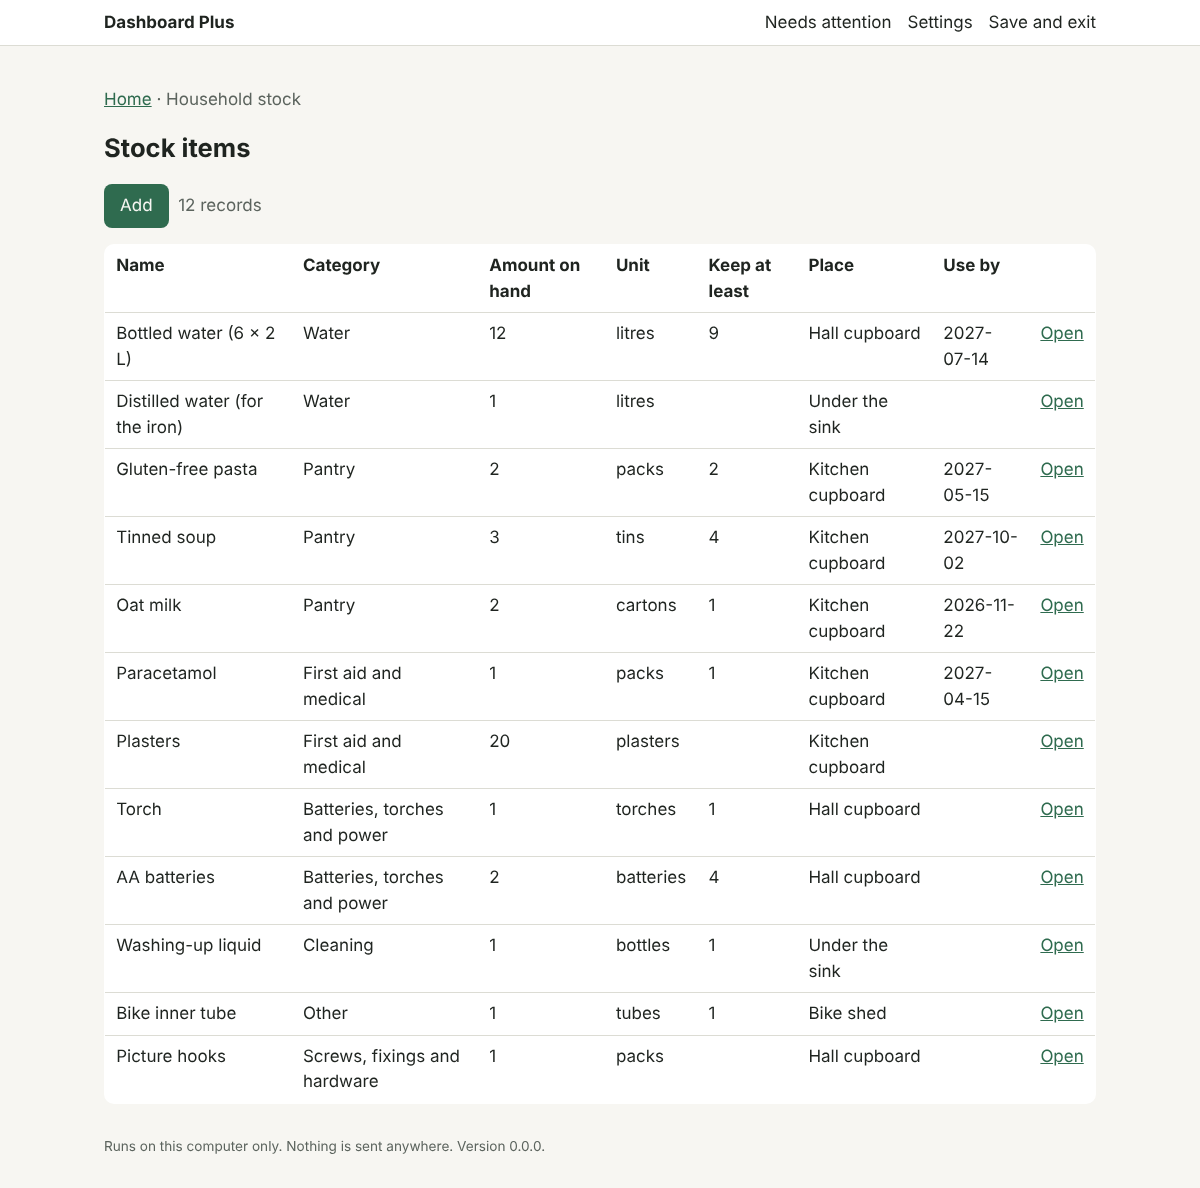 Dashboard Plus
Needs attention Settings Save and exit
Home · Household stock
Stock items
Add 12 records
Name Category Amount on hand Unit Keep at least Place Use by
Bottled water (6 × 2 L) Water 12 litres 9 Hall cupboard 2027-07-14 Open
Distilled water (for the iron) Water 1 litres Under the sink Open
Gluten-free pasta Pantry 2 packs 2 Kitchen cupboard 2027-05-15 Open
Tinned soup Pantry 3 tins 4 Kitchen cupboard 2027-10-02 Open
Oat milk Pantry 2 cartons 1 Kitchen cupboard 2026-11-22 Open
Paracetamol First aid and medical 1 packs 1 Kitchen cupboard 2027-04-15 Open
Plasters First aid and medical 20 plasters Kitchen cupboard Open
Torch Batteries, torches and power 1 torches 1 Hall cupboard Open
AA batteries Batteries, torches and power 2 batteries 4 Hall cupboard Open
Washing-up liquid Cleaning 1 bottles 1 Under the sink Open
Bike inner tube Other 1 tubes 1 Bike shed Open
Picture hooks Screws, fixings and hardware 1 packs Hall cupboard Open
Runs on this computer only. Nothing is sent anywhere. Version 0.0.0.